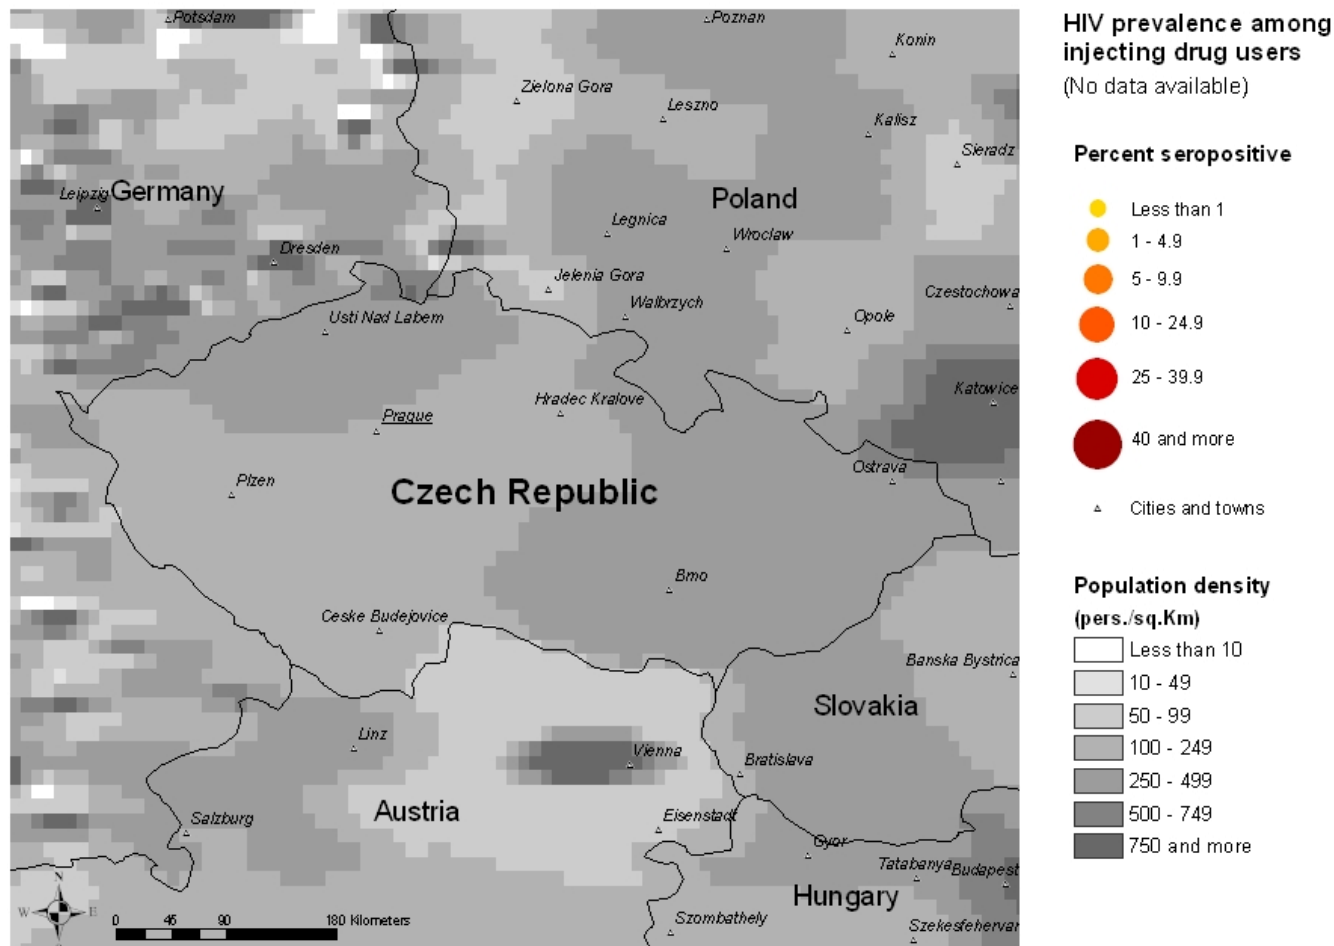 Potsdam
Poznan
Konin
Zielona Gora
Leszno
Kalisz
Sieradz
Leipzig
Germany
Poland
Legnica
Wroclaw
Dresden
Jelenia Gora
Walbrzych
Czestochowa
Usti Nad Labem
Opole
Katowice
Hradec Kralove
Prague
Ostrava
Plzen
Czech Republic
Brno
Ceske Budejovice
Banska Bystrica
Slovakia
Linz
Vienna
Bratislava
Austria
Salzburg
Eisenstadt
Gyor
Tatabanya
Budapest
Hungary
Szombathely
Szekesfehervar
N
W
E
S
0 45 90 180 Kilometers
HIV prevalence among
injecting drug users
(No data available)
Percent seropositive
Less than 1
1 - 4.9
5 - 9.9
10 - 24.9
25 - 39.9
40 and more
Cities and towns
Population density
(pers./sq.Km)
Less than 10
10 - 49
50 - 99
100 - 249
250 - 499
500 - 749
750 and more